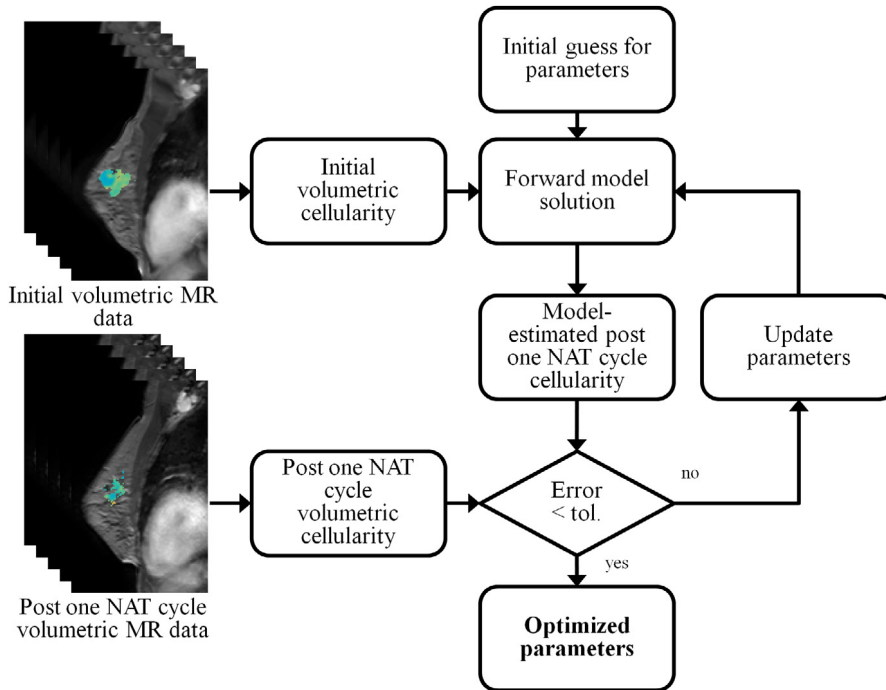 Initial guess for
parameters
Initial
volumetric
cellularity
Forward model
solution
Initial volumetric MR
data
Model-
estimated post
one NAT cycle
cellularity
Update
parameters
Post one NAT
cycle
volumetric
cellularity
Error
< tol.
no
yes
Post one NAT cycle
volumetric MR data
Optimized
parameters